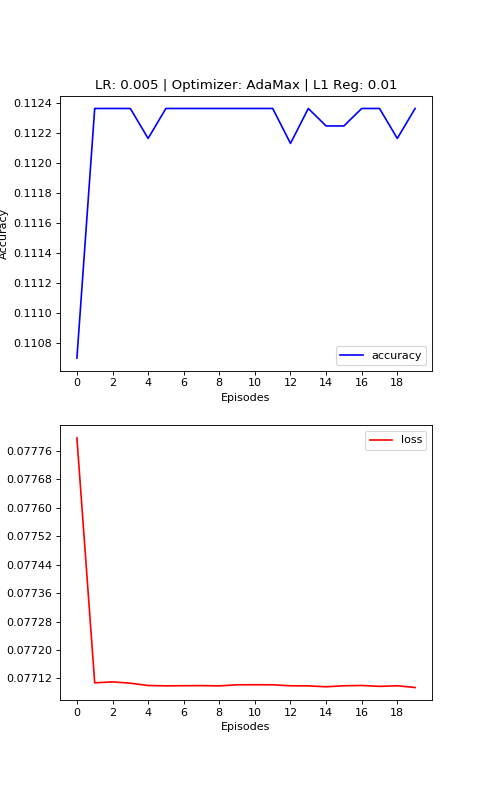 LR: 0.005 | Optimizer: AdaMax | L1 Reg: 0.01
0.1124
0.1122
0.1120
0.1118
0.1116
0.1114
0.1112
0.1110
0.1108
Accuracy
accuracy
0 2 4 6 8 10 12 14 16 18
Episodes
loss
0.07776
0.07768
0.07760
0.07752
0.07744
0.07736
0.07728
0.07720
0.07712
0 2 4 6 8 10 12 14 16 18
Episodes